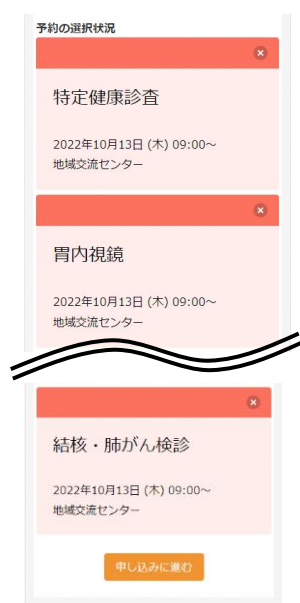 予約の選択状況
特定健康診査
2022年10月13日 (木) 09:00～
地域交流センター
胃内視鏡
2022年10月13日 (木) 09:00～
地域交流センター
結核・肺がん検診
2022年10月13日 (木) 09:00～
地域交流センター
申し込みに進む